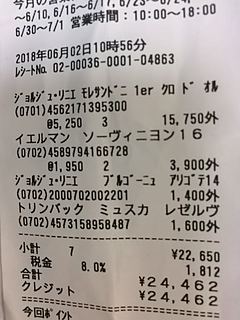 今月の営業
～6/10, 6/16～6/17, 6/23～6/24,
6/30～7/1 営業時間：10:00～18:00
2018年06月02日10時56分
レシートNo. 02-00036-0001-04863
ｼﾞｮﾙｼﾞｭ･ﾘﾆｴ ﾓﾚｻﾝﾄﾞﾆ 1er ｸﾛ ﾄﾞ ｵﾙ
(0701)4562171395300
@5,250 3 15,750外
イエルマン ソーヴィニヨン１６
(0702)4589794166728
@1,950 2 3,900外
ｼﾞｮﾙｼﾞｭ･ﾘﾆｴ ﾌﾞﾙｺﾞｰﾆｭ ｱﾘｺﾞﾃ14
(0702)2000702002201 1,400外
トリンバック ミュスカ レゼルヴ
(0702)4573158958487 1,600外
小計 7 ¥22,650
税金 8.0% 1,812
合計 ¥24,462
クレジット ¥24,462
今回ﾎﾟｲﾝﾄ